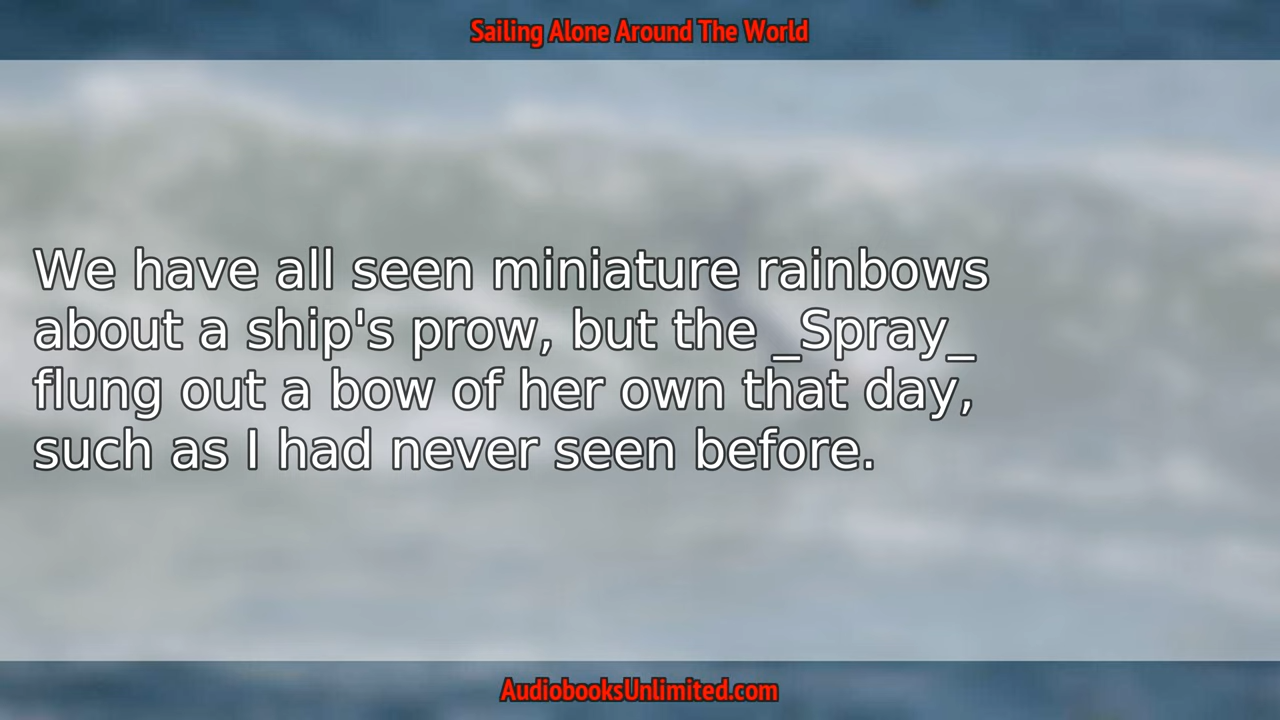 Sailing Alone Around The World
We have all seen miniature rainbows
about a ship's prow, but the _Spray_
flung out a bow of her own that day,
such as I had never seen before.
AudiobooksUnlimited.com